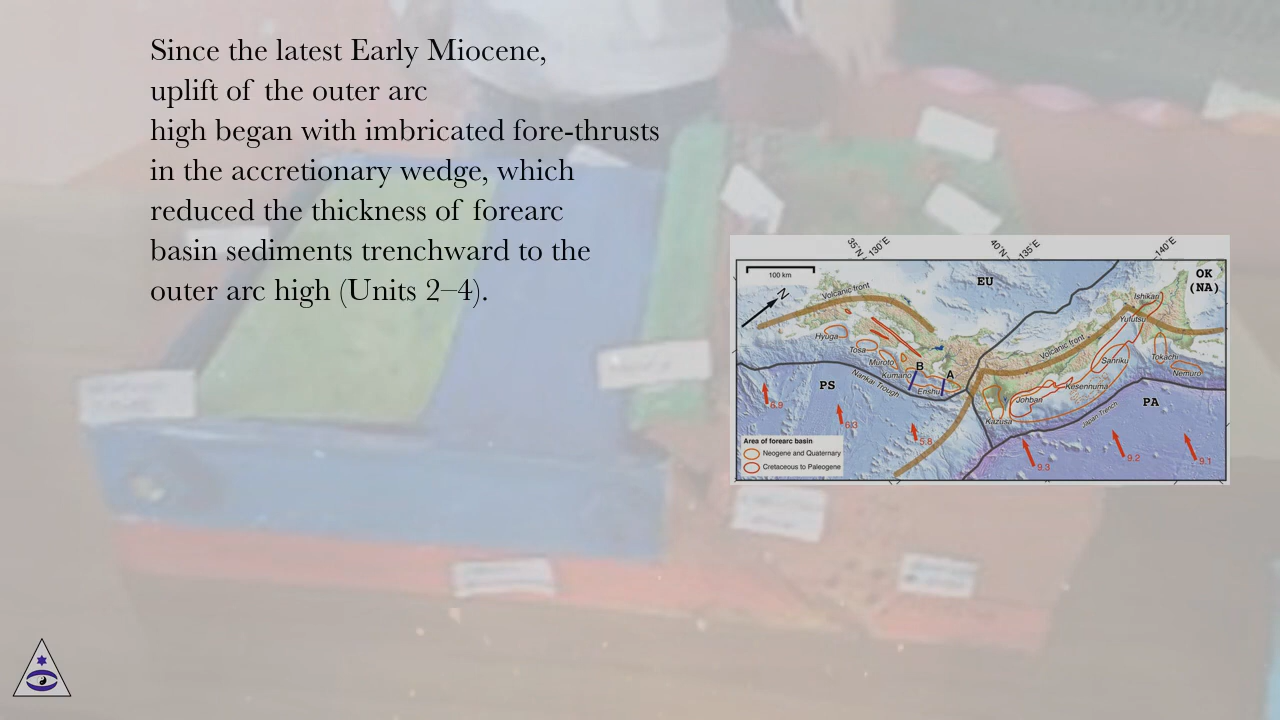 Since the latest Early Miocene,
uplift of the outer arc
high began with imbricated fore-thrusts
in the accretionary wedge, which
reduced the thickness of forearc
basin sediments trenchward to the
outer arc high (Units 2–4).
35°N
130°E
40°N
135°E
140°E
100 km
N
EU
OK
(NA)
Volcanic front
Ishikari
Yufutsu
Hyuga
Tosa
Muroto
Kumano
B
A
Enshu
Volcanic front
Sanriku
Tokachi
Nemuro
Nankai Trough
Kesennuma
Johban
Kazusa
Japan Trench
PS
PA
6.9
6.3
5.8
9.3
9.2
9.1
Area of forearc basin
Neogene and Quaternary
Cretaceous to Paleogene